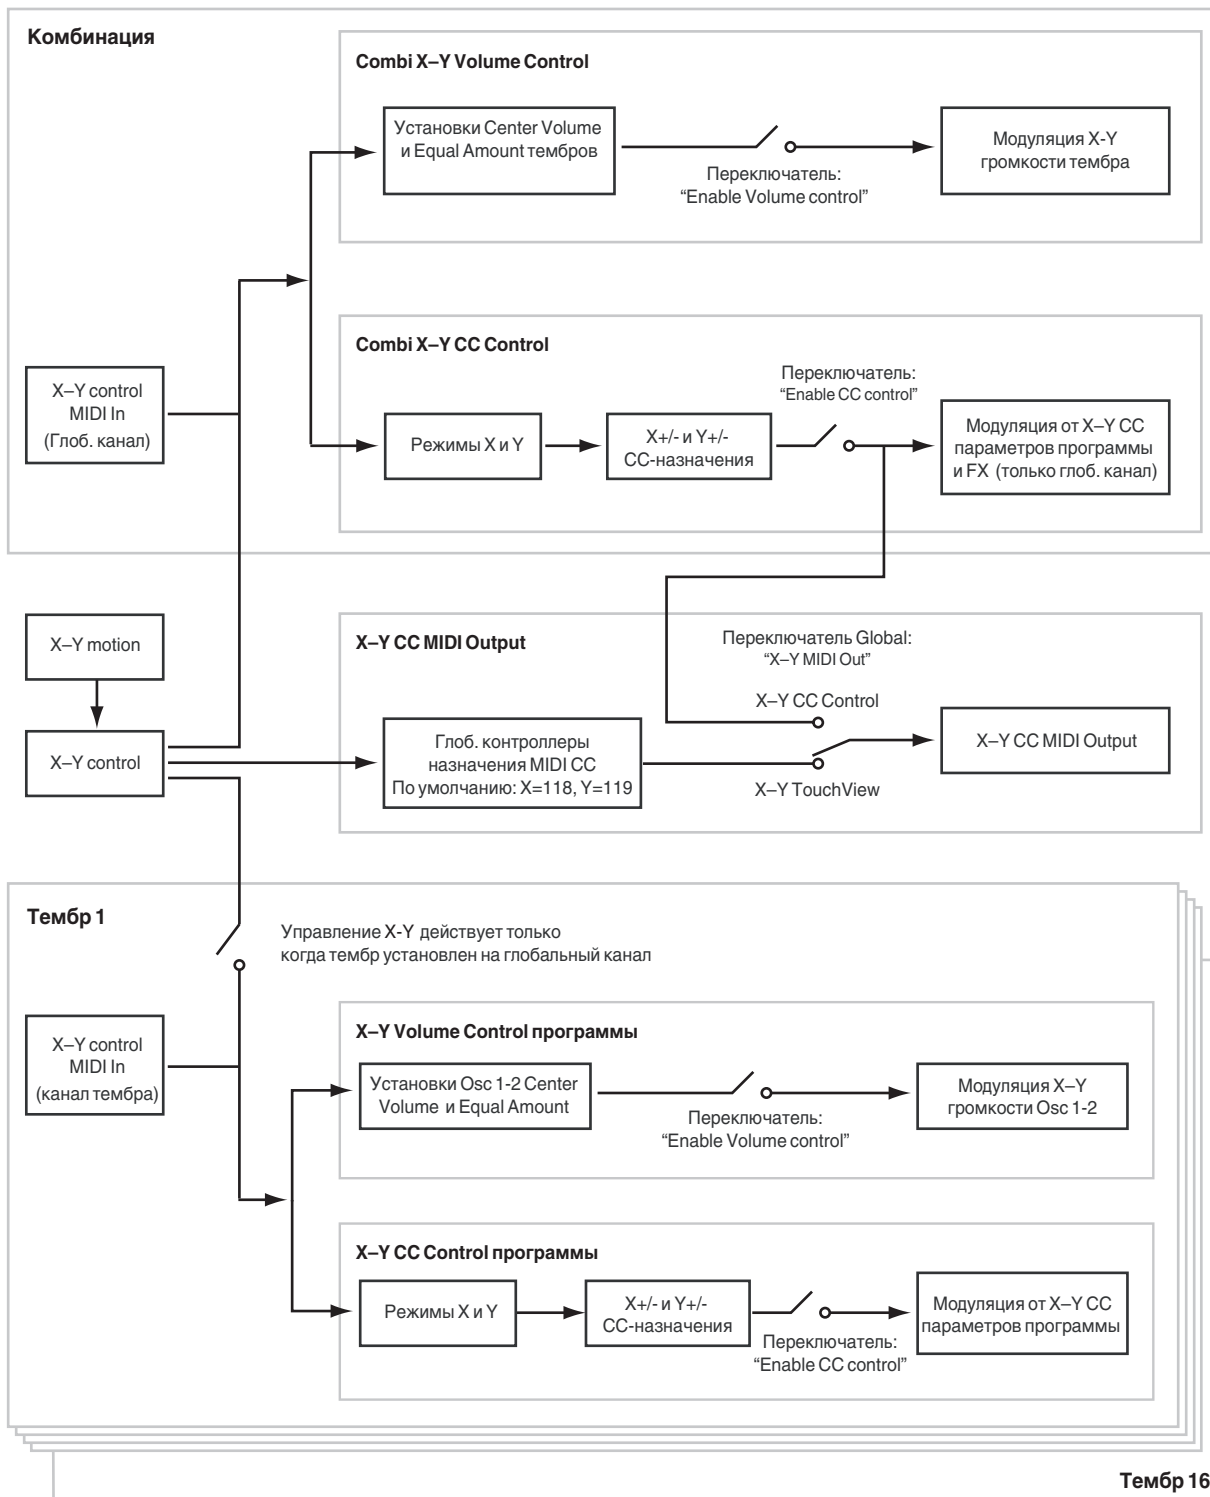 Комбинация
Combi X–Y Volume Control
Установки Center Volume
и Equal Amount тембров
Переключатель:
“Enable Volume control”
Модуляция X-Y
громкости тембра
Combi X–Y CC Control
X–Y control
MIDI In
(Глоб. канал)
Режимы X и Y
X+/- и Y+/-
CC-назначения
Переключатель:
“Enable CC control”
Модуляция от X–Y CC
параметров программы
и FX (только глоб. канал)
X–Y motion
X–Y control
X–Y CC MIDI Output
Глоб. контроллеры
назначения MIDI CC
По умолчанию: X=118, Y=119
Переключатель Global:
“X–Y MIDI Out”
X–Y CC Control
X–Y TouchView
X–Y CC MIDI Output
Тембр 1
Управление X-Y действует только
когда тембр установлен на глобальный канал
X–Y control
MIDI In
(канал тембра)
X–Y Volume Control программы
Установки Osc 1-2 Center
Volume и Equal Amount
Переключатель:
“Enable Volume control”
Модуляция X–Y
громкости Osc 1-2
X–Y CC Control программы
Режимы X и Y
X+/- и Y+/-
CC-назначения
Переключатель:
“Enable CC control”
Модуляция от X–Y CC
параметров программы
Тембр 16